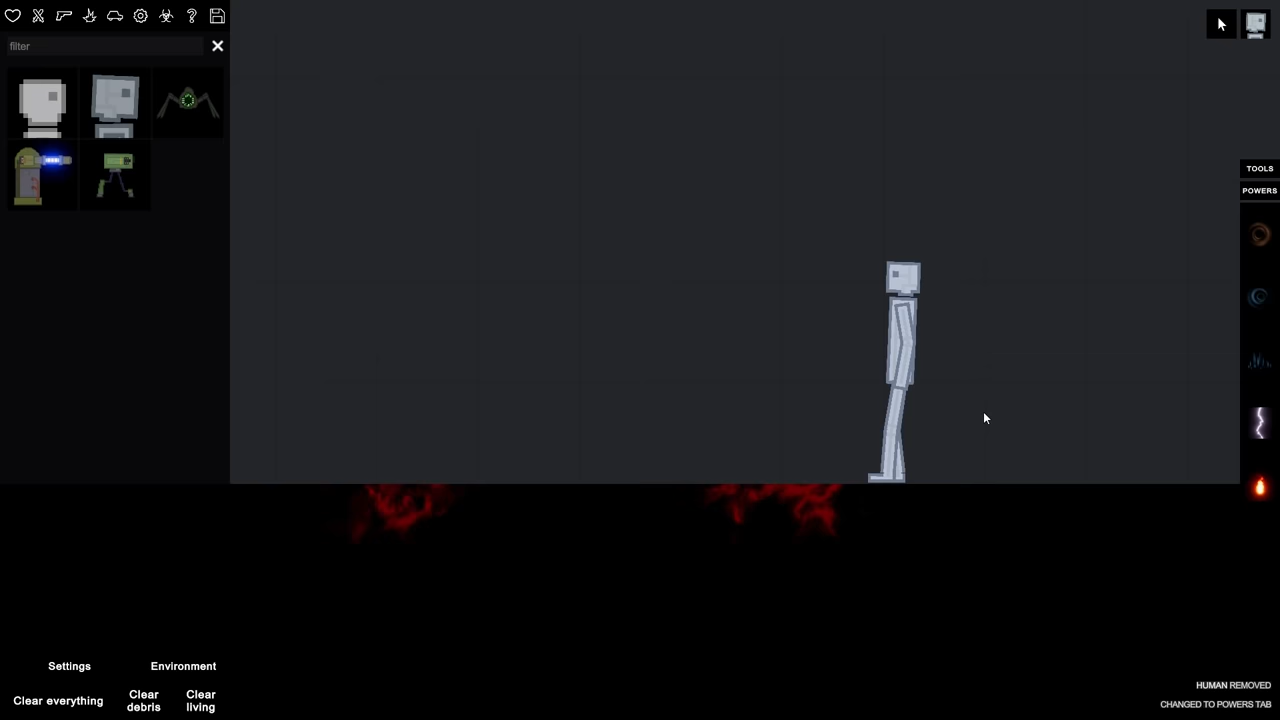 filter
TOOLS
POWERS
Settings
Environment
Clear everything
Clear
debris
Clear
living
HUMAN REMOVED
CHANGED TO POWERS TAB